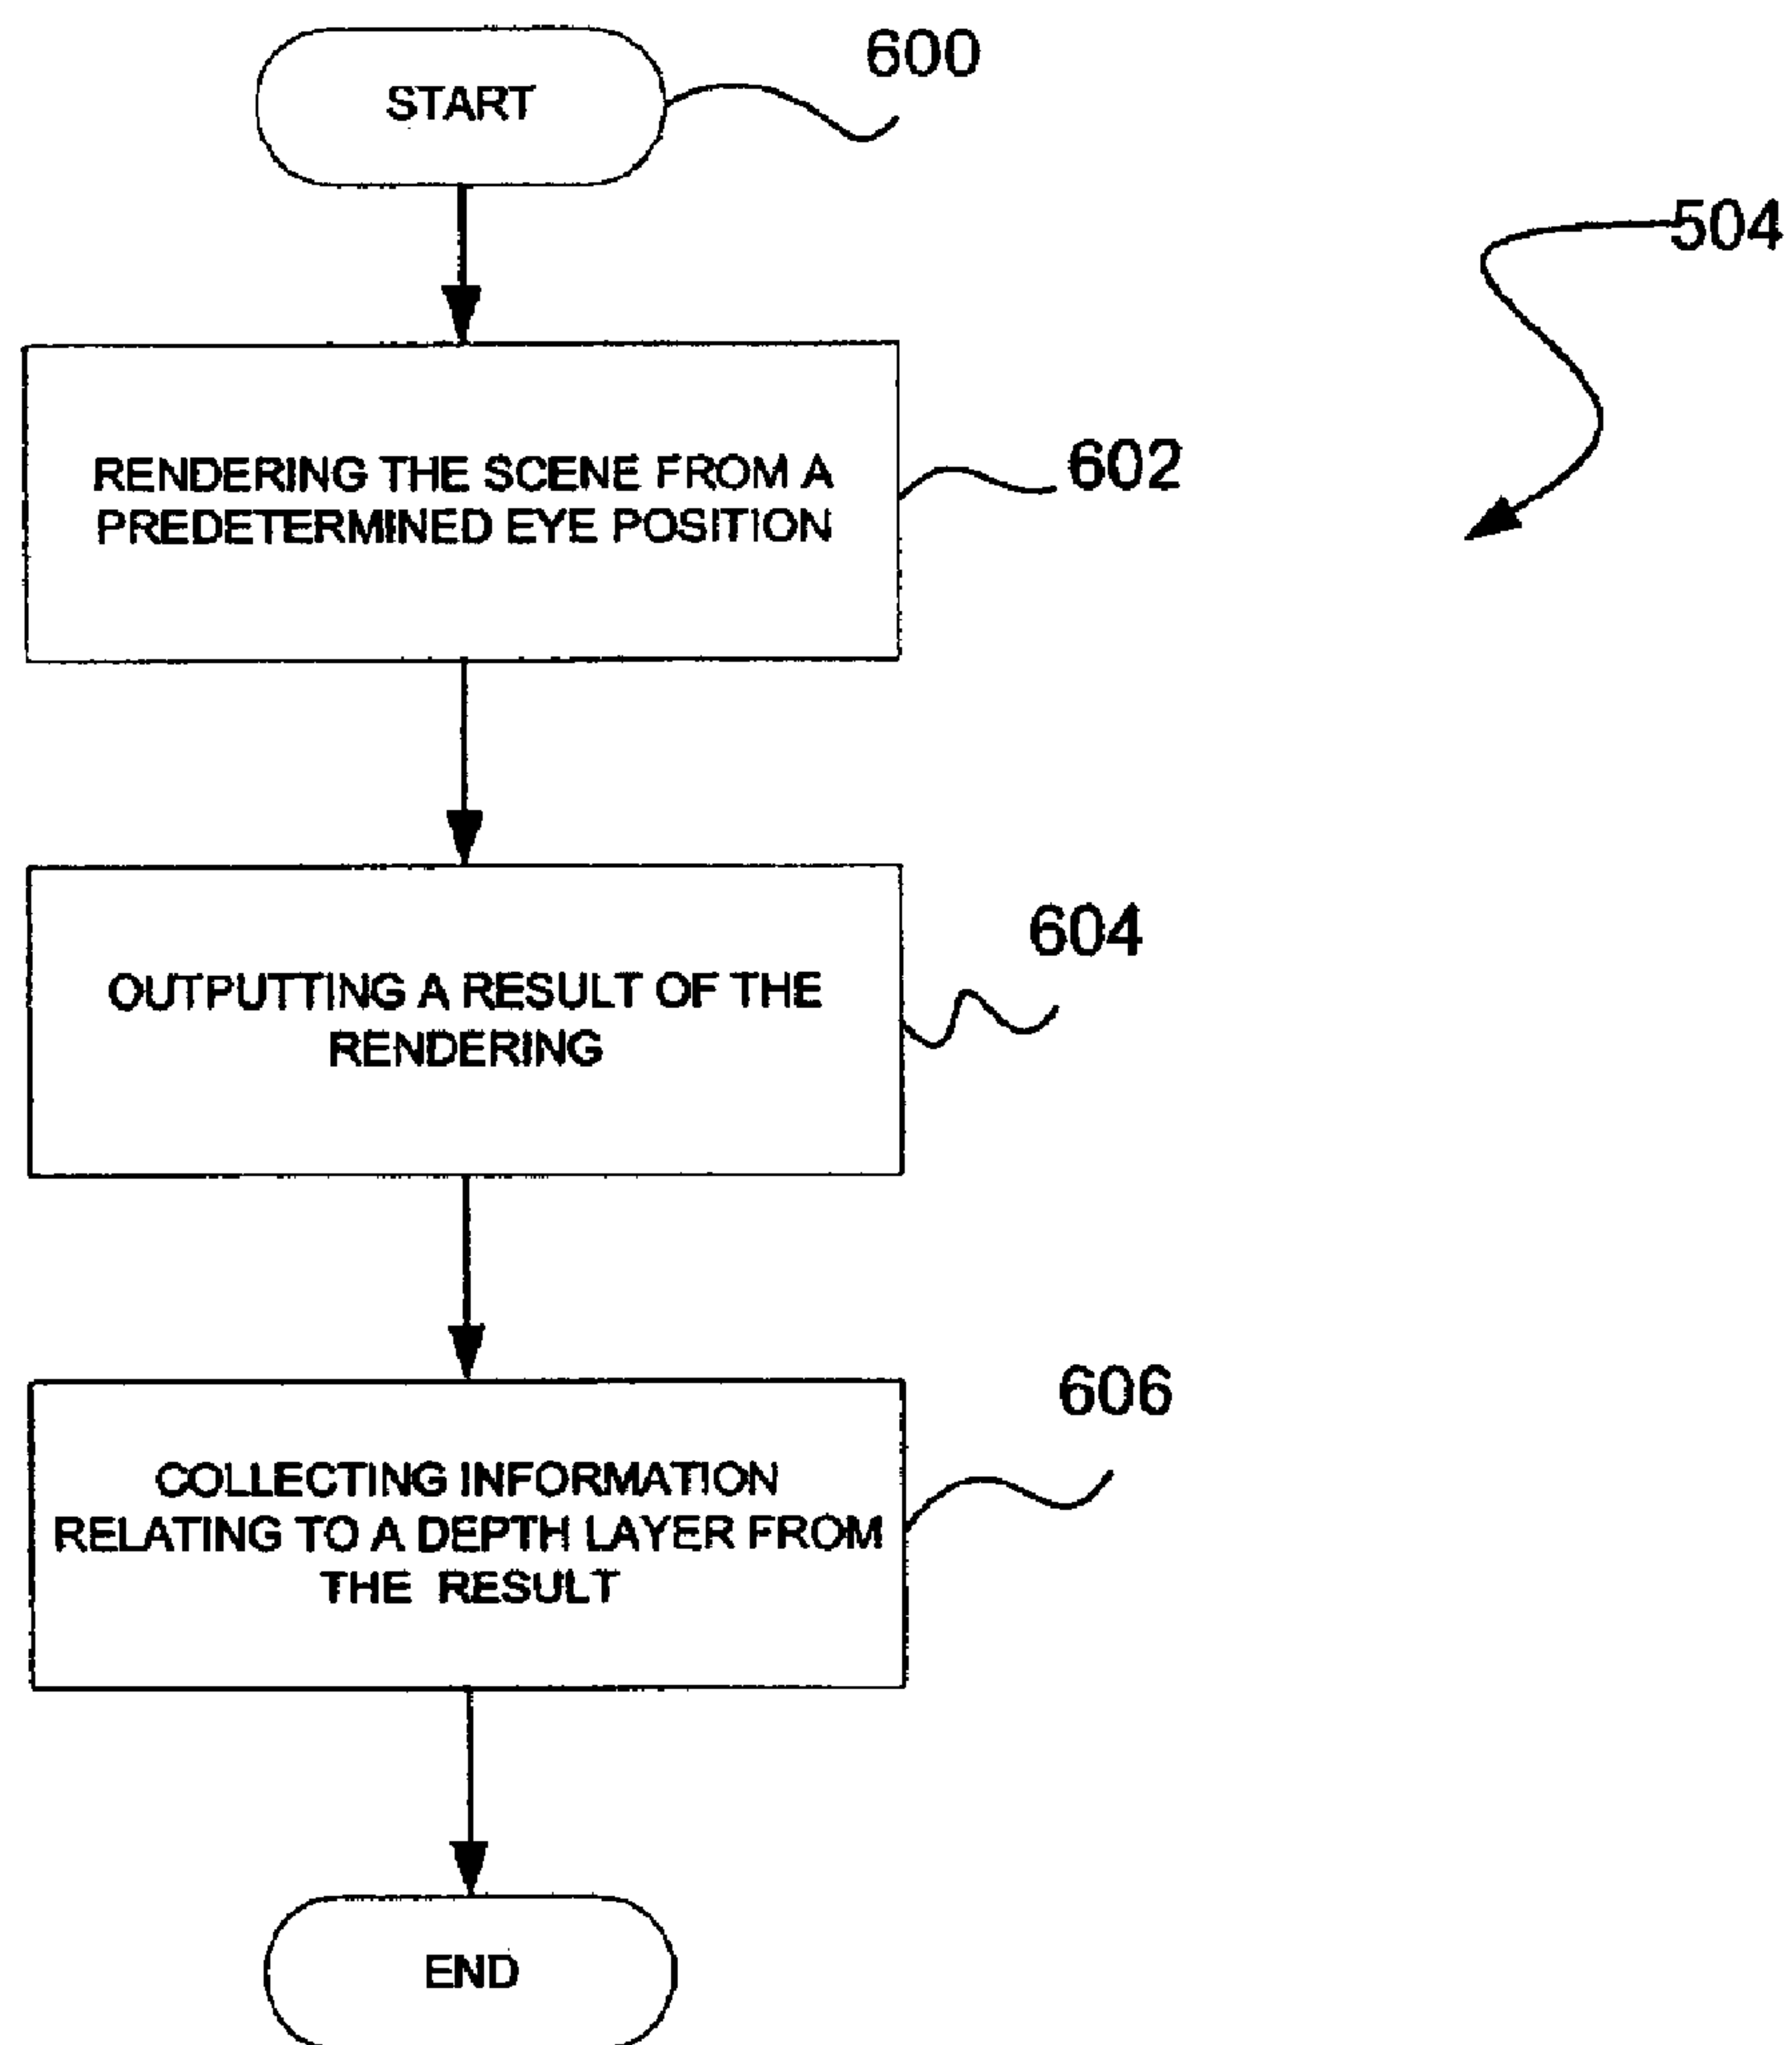 START
600
504
RENDERING THE SCENE FROM A
PREDETERMINED EYE POSITION
602
OUTPUTTING A RESULT OF THE
RENDERING
604
COLLECTING INFORMATION
RELATING TO A DEPTH LAYER FROM
THE RESULT
606
END